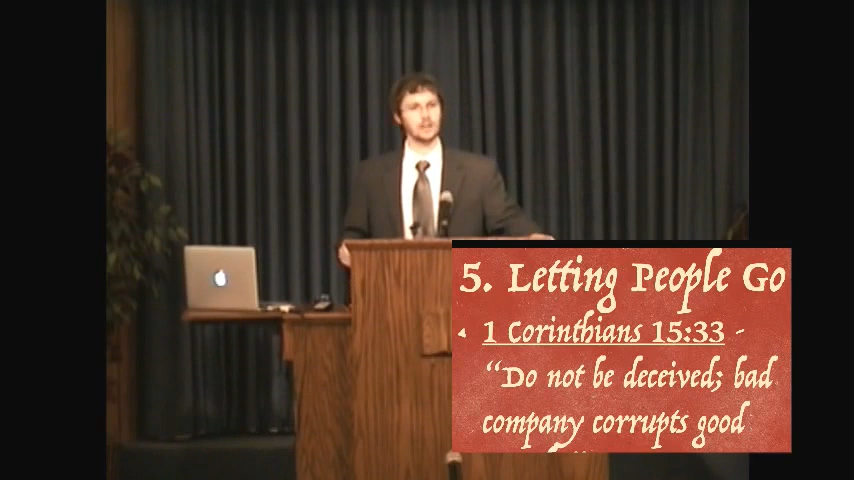 5. Letting People Go
1 Corinthians 15:33 -
“Do not be deceived; bad
company corrupts good